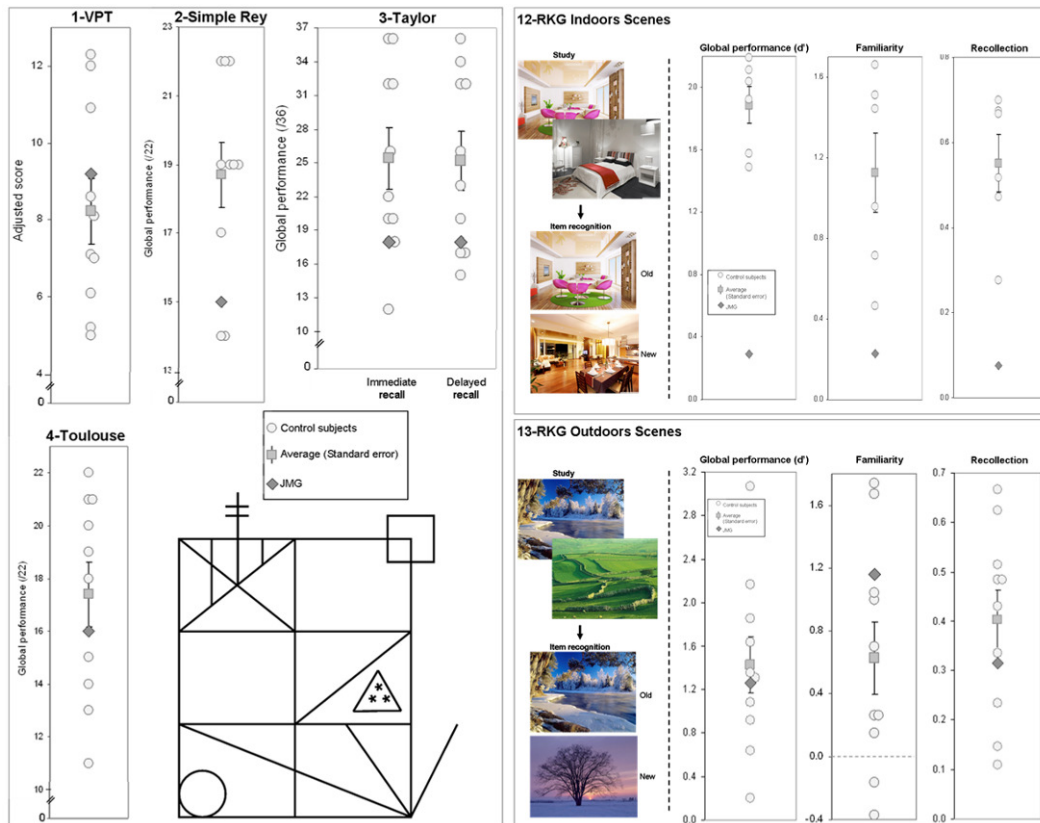 1-VPT
Adjusted score
12
10
8
6
4
0
2-Simple Rey
Global performance (/22)
23
21
19
17
15
13
12
0
3-Taylor
Global performance (/36)
37
34
31
28
25
22
19
16
13
10
0
Immediate
recall
Delayed
recall
4-Toulouse
Global performance (/22)
22
20
18
16
14
12
10
0
Control subjects
Average (Standard error)
JMG
12-RKG Indoors Scenes
Study
Item recognition
Old
New
Global performance (d')
2.0
1.6
1.2
0.8
0.4
0.0
Control subjects
Average
(Standard error)
JMG
Familiarity
1.6
1.2
0.8
0.4
0.0
Recollection
0.8
0.6
0.4
0.2
0.0
13-RKG Outdoors Scenes
Study
Item recognition
Old
New
Global performance (d')
3.2
2.8
2.4
2.0
1.6
1.2
0.8
0.4
0.0
Control subjects
Average
(Standard error)
JMG
Familiarity
1.6
1.2
0.8
0.4
0.0
-0.4
Recollection
0.7
0.6
0.5
0.4
0.3
0.2
0.1
0.0